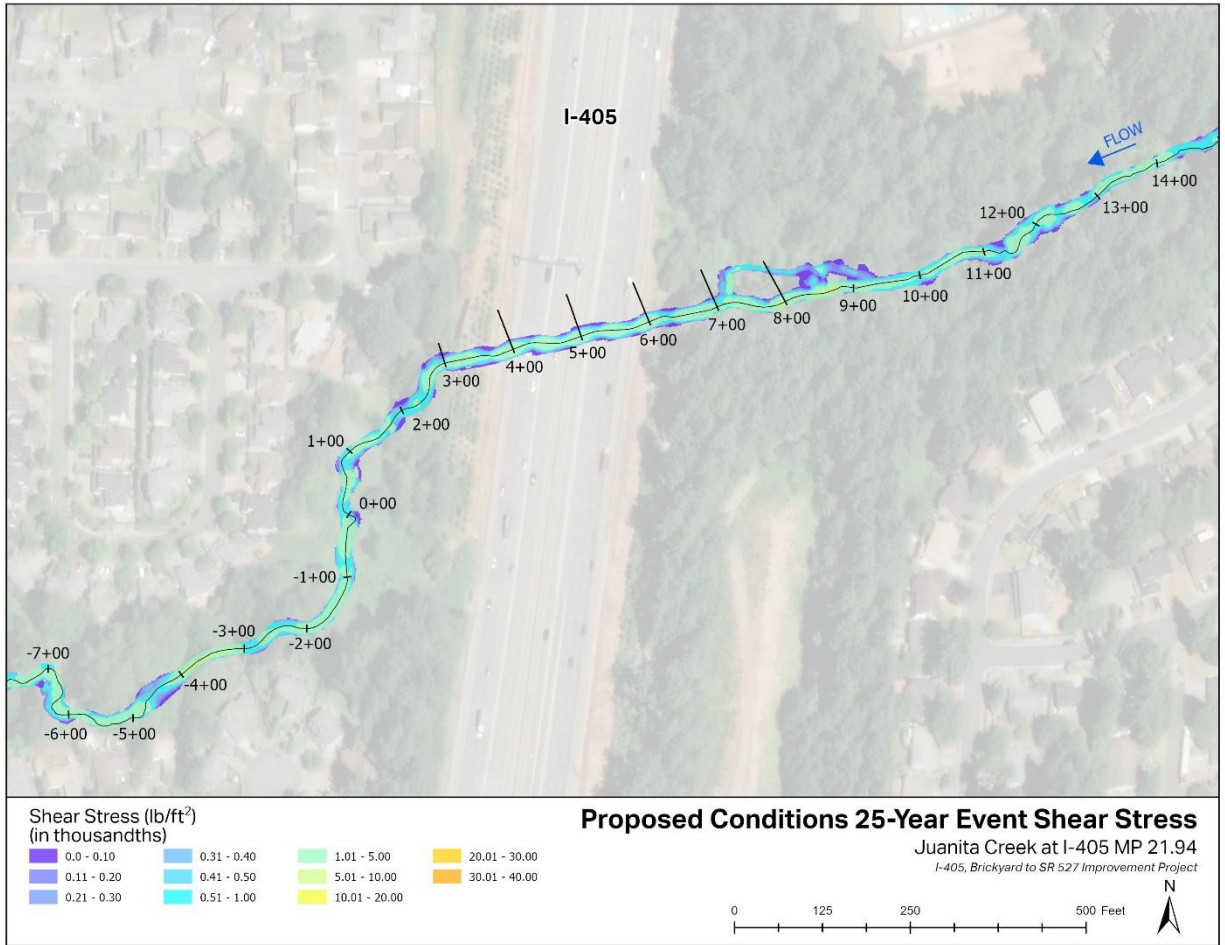 I-405
FLOW
14+00
13+00
12+00
11+00
10+00
9+00
8+00
7+00
6+00
5+00
4+00
3+00
2+00
1+00
0+00
-1+00
-2+00
-3+00
-4+00
-5+00
-6+00
-7+00
Shear Stress (lb/ft²)
(in thousandths)
0.0 - 0.10
0.11 - 0.20
0.21 - 0.30
0.31 - 0.40
0.41 - 0.50
0.51 - 1.00
1.01 - 5.00
5.01 - 10.00
10.01 - 20.00
20.01 - 30.00
30.01 - 40.00
Proposed Conditions 25-Year Event Shear Stress
Juanita Creek at I-405 MP 21.94
I-405, Brickyard to SR 527 Improvement Project
N
0 125 250 500 Feet